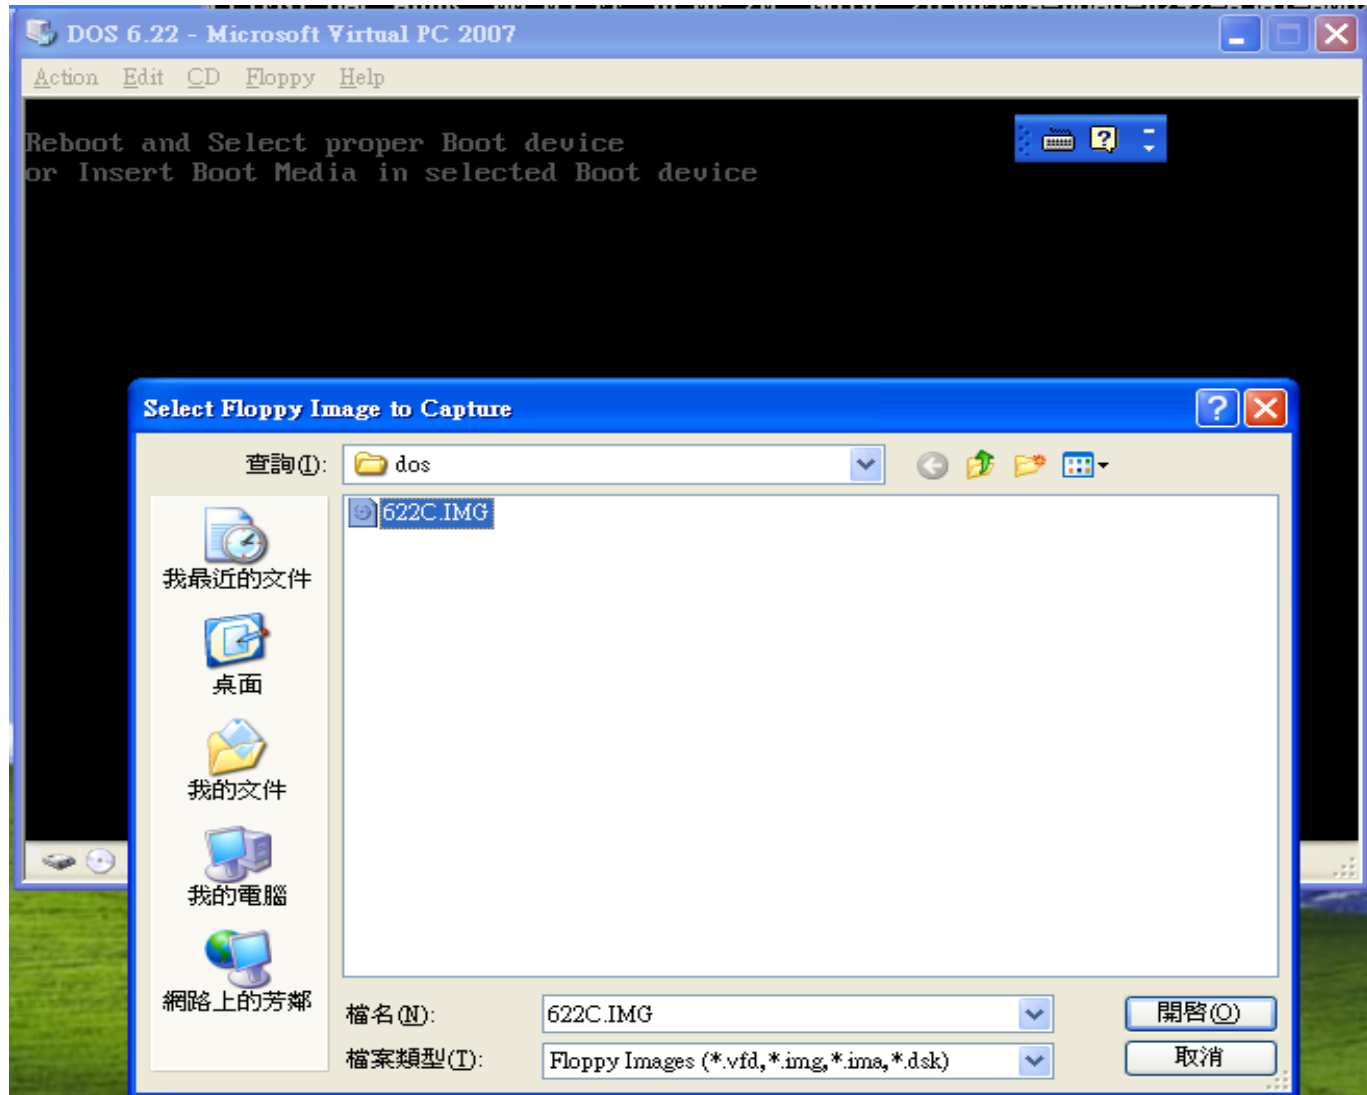 DOS 6.22 - Microsoft Virtual PC 2007
Action Edit CD Floppy Help
Reboot and Select proper Boot device
or Insert Boot Media in selected Boot device
Select Floppy Image to Capture
查詢(I):
dos
622C.IMG
我最近的文件
桌面
我的文件
我的電腦
網路上的芳鄰
檔名(N):
622C.IMG
開啓(O)
檔案類型(T):
Floppy Images (*.vfd,*.img,*.ima,*.dsk)
取消